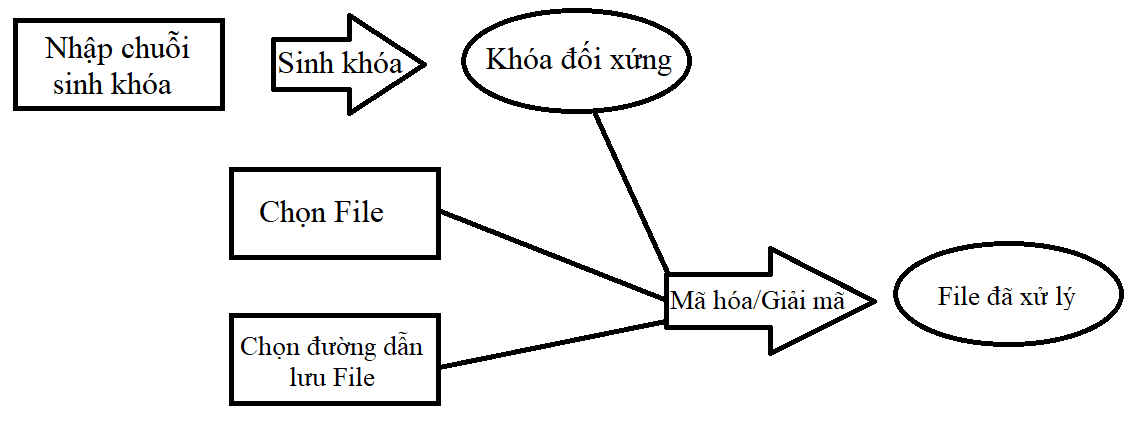 Nhập chuỗi
sinh khóa
Sinh khóa
Khóa đối xứng
Chọn File
Chọn đường dẫn
lưu File
Mã hóa/Giải mã
File đã xử lý